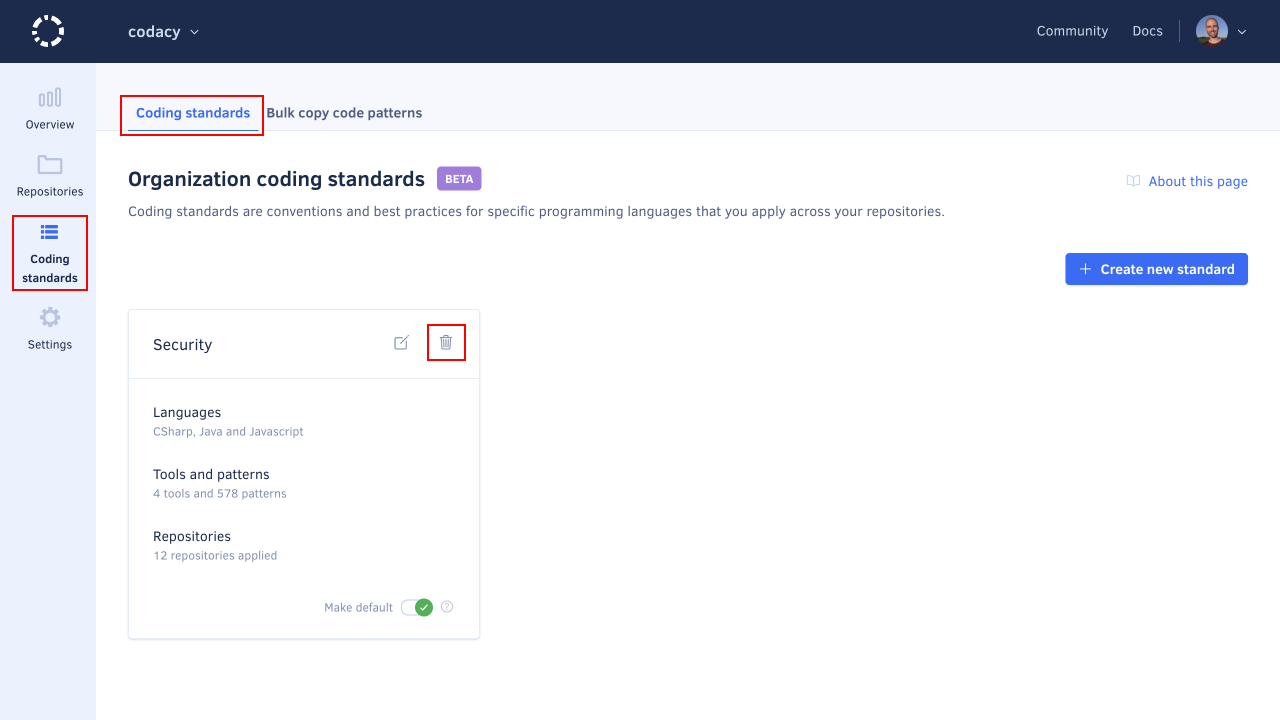 codacy
Community Docs
Overview
Repositories
Coding
standards
Settings
Coding standards Bulk copy code patterns
Organization coding standards BETA
About this page
Coding standards are conventions and best practices for specific programming languages that you apply across your repositories.
Create new standard
Security
Languages
CSharp, Java and Javascript
Tools and patterns
4 tools and 578 patterns
Repositories
12 repositories applied
Make default